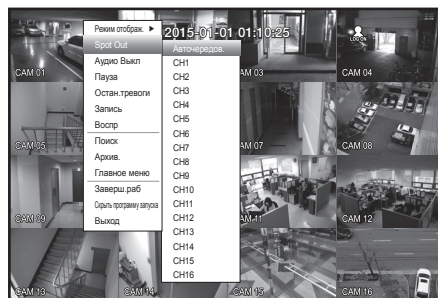 2015-01-01 01:10:25
LOG ON
Режим отображ.
Spot Out
Аудио Выкл
Пауза
Остан.тревоги
Запись
Воспр
Поиск
Архив.
Главное меню
Заверш.раб
Скрыть программу запуска
Выход
Авточередов.
CH1
CH2
CH3
CH4
CH5
CH6
CH7
CH8
CH9
CH10
CH11
CH12
CH13
CH14
CH15
CH16
CAM 01
CAM 03
CAM 04
CAM 05
CAM 07
CAM 08
CAM 09
CAM 11
CAM 12
CAM 13
CAM 14
CAM 15
CAM 16